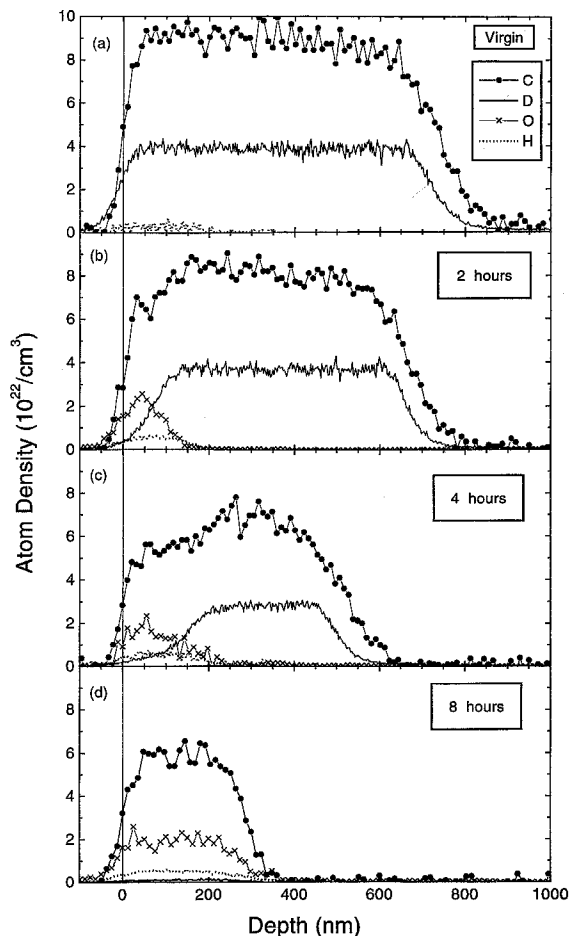 10
(a)
Virgin
C
D
O
H
8
6
4
2
0
(b)
2 hours
8
6
4
2
0
(c)
4 hours
8
6
4
2
0
(d)
8 hours
8
6
4
2
0
0 200 400 600 800 1000
Atom Density (10²²/cm³)
Depth (nm)